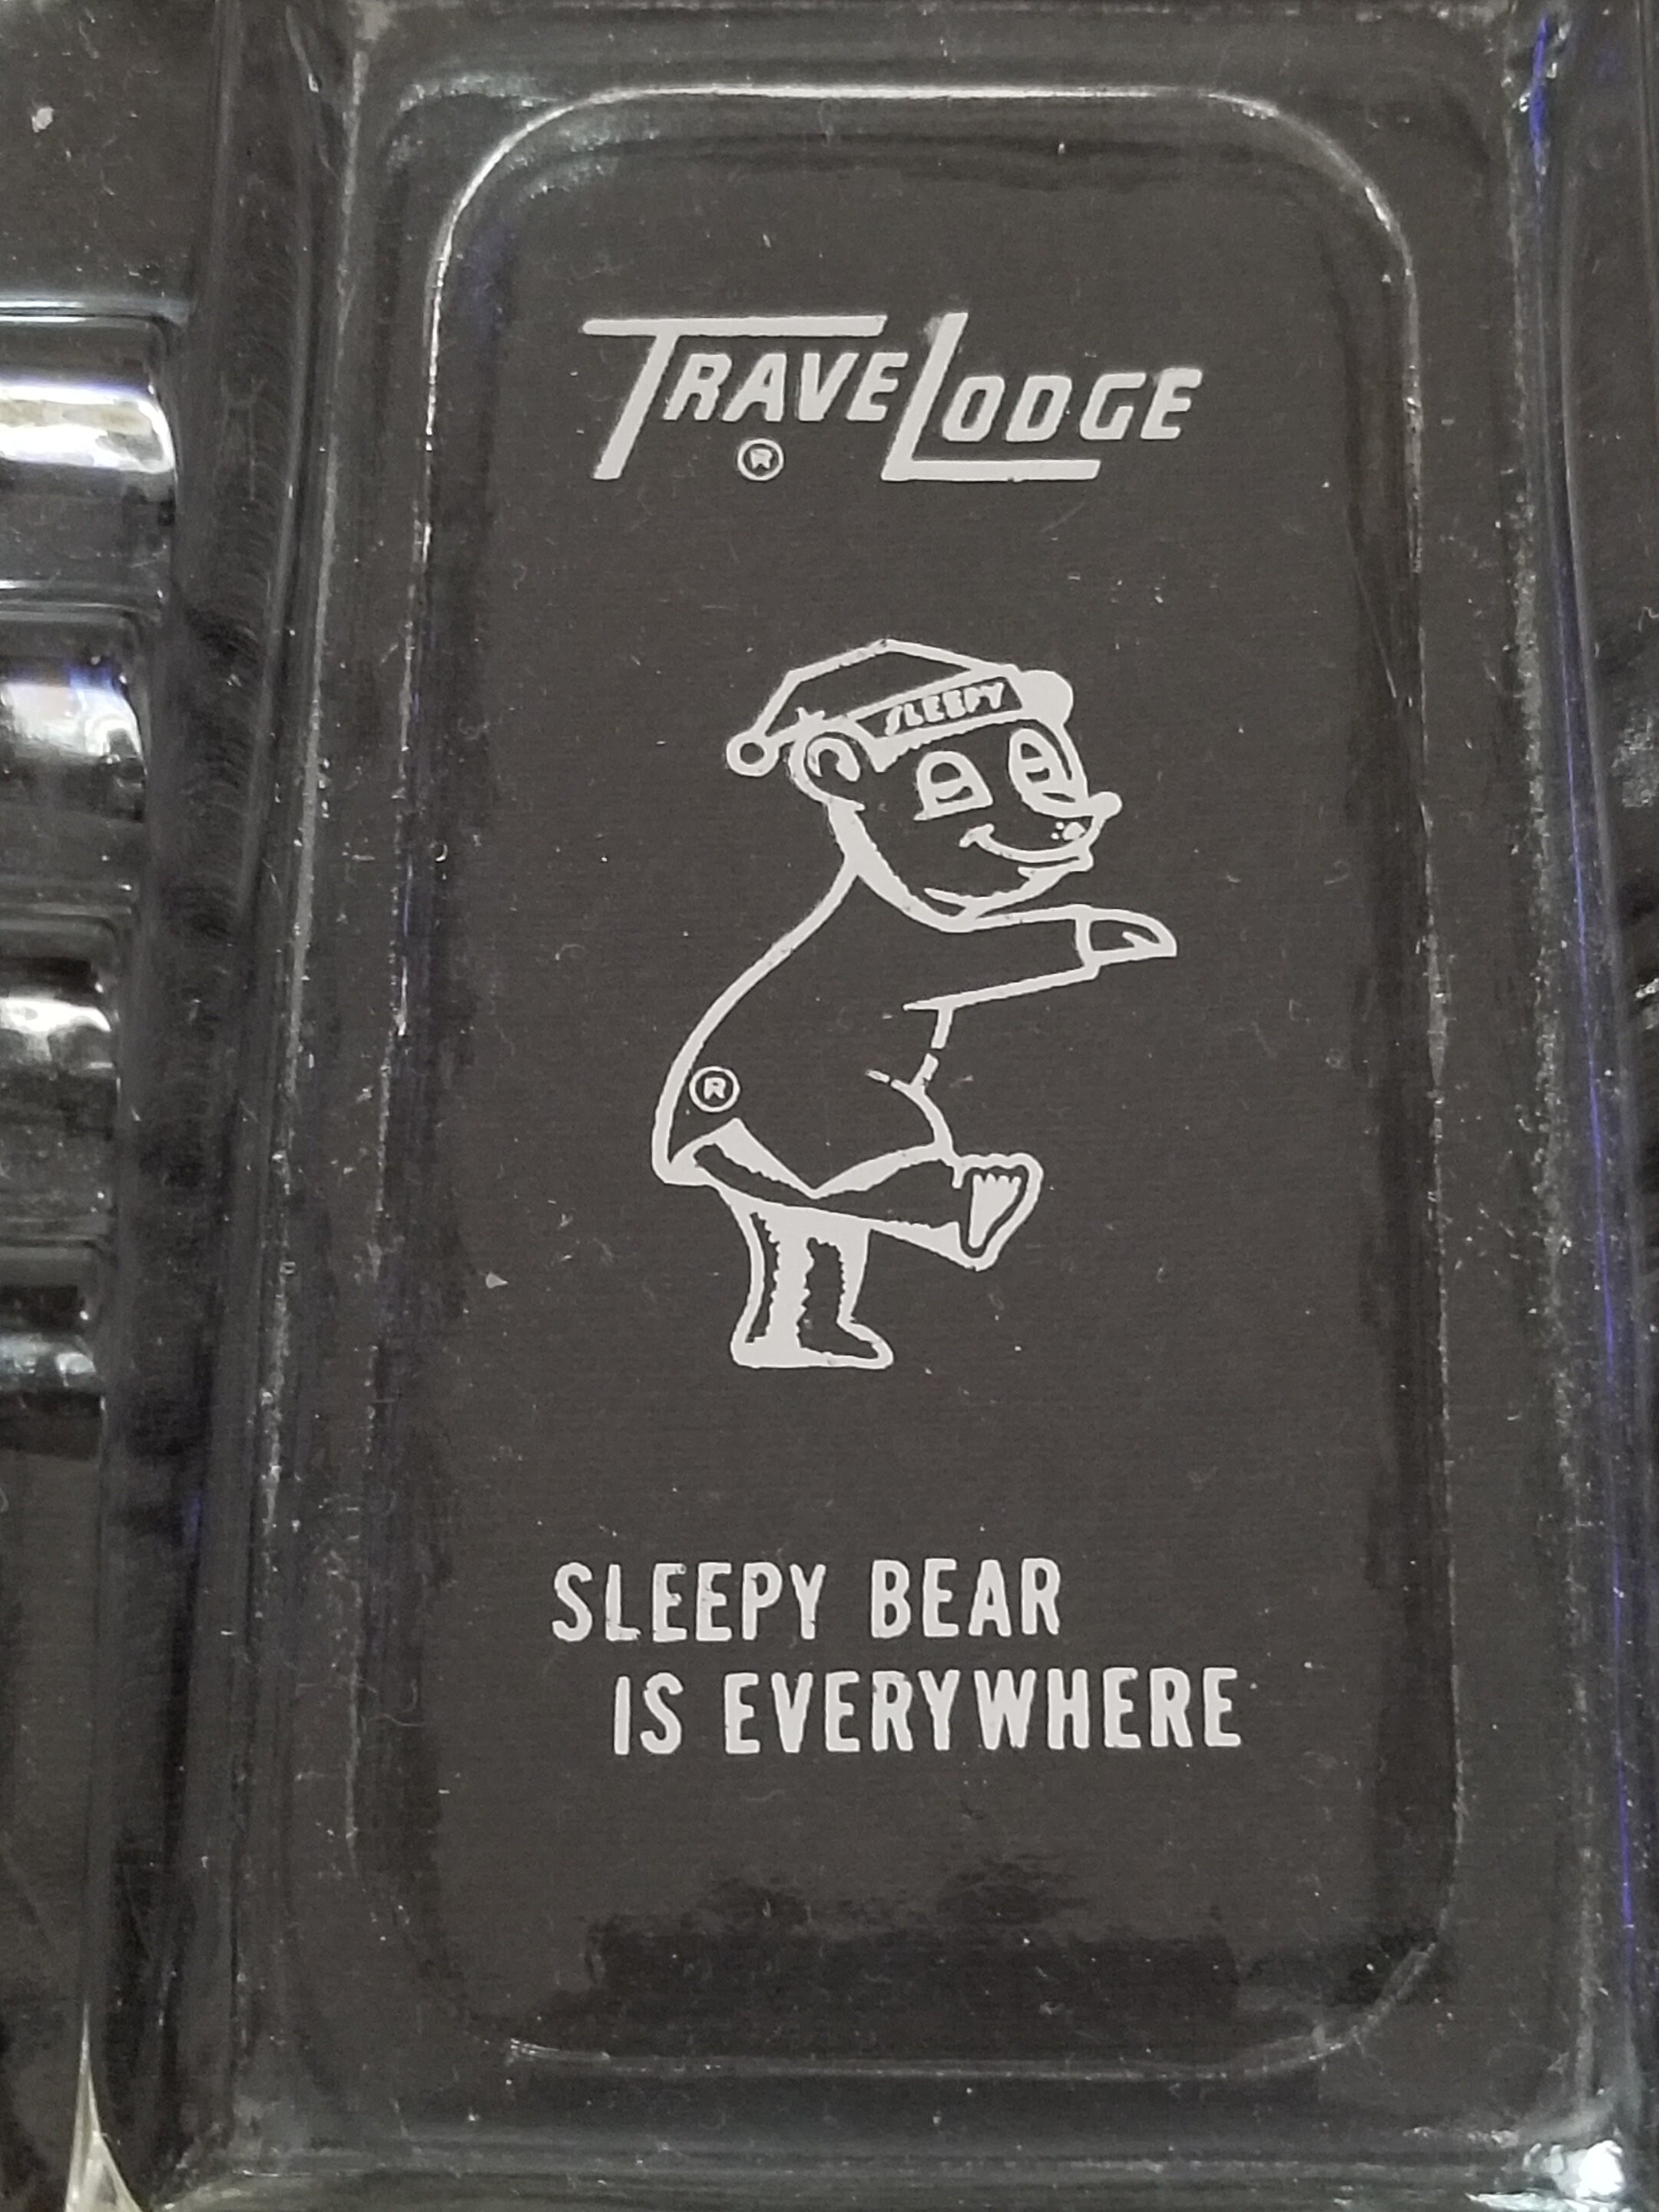 TRAVELODGE
®
SLEEPY
®
SLEEPY BEAR
IS EVERYWHERE